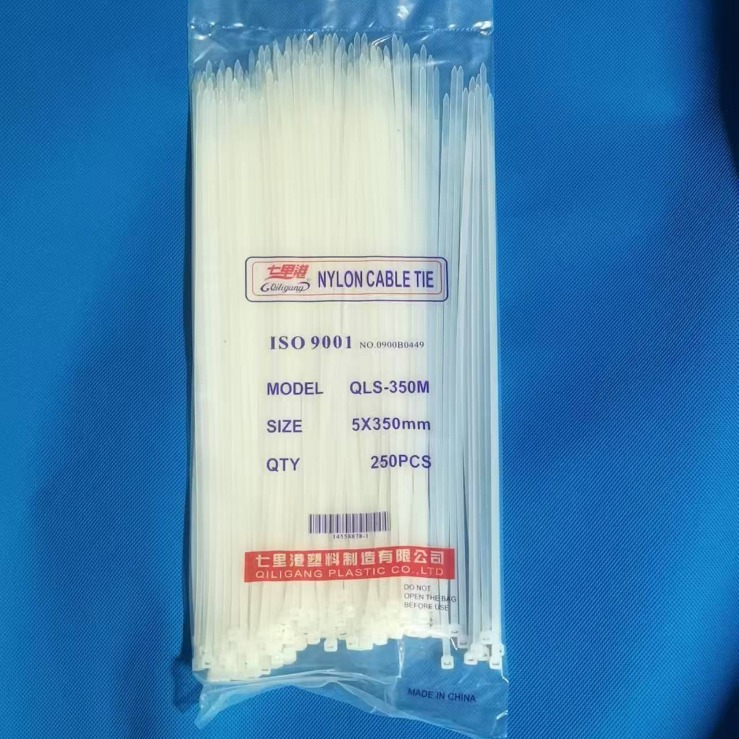 七里港
Qiligang®
NYLON CABLE TIE
ISO 9001 NO.0900B0449
MODEL QLS-350M
SIZE 5X350mm
QTY 250PCS
七里港塑料制造有限公司
QILIGANG PLASTIC CO.,LTD
DO NOT
OPEN THE BAG
BEFORE USE
MADE IN CHINA